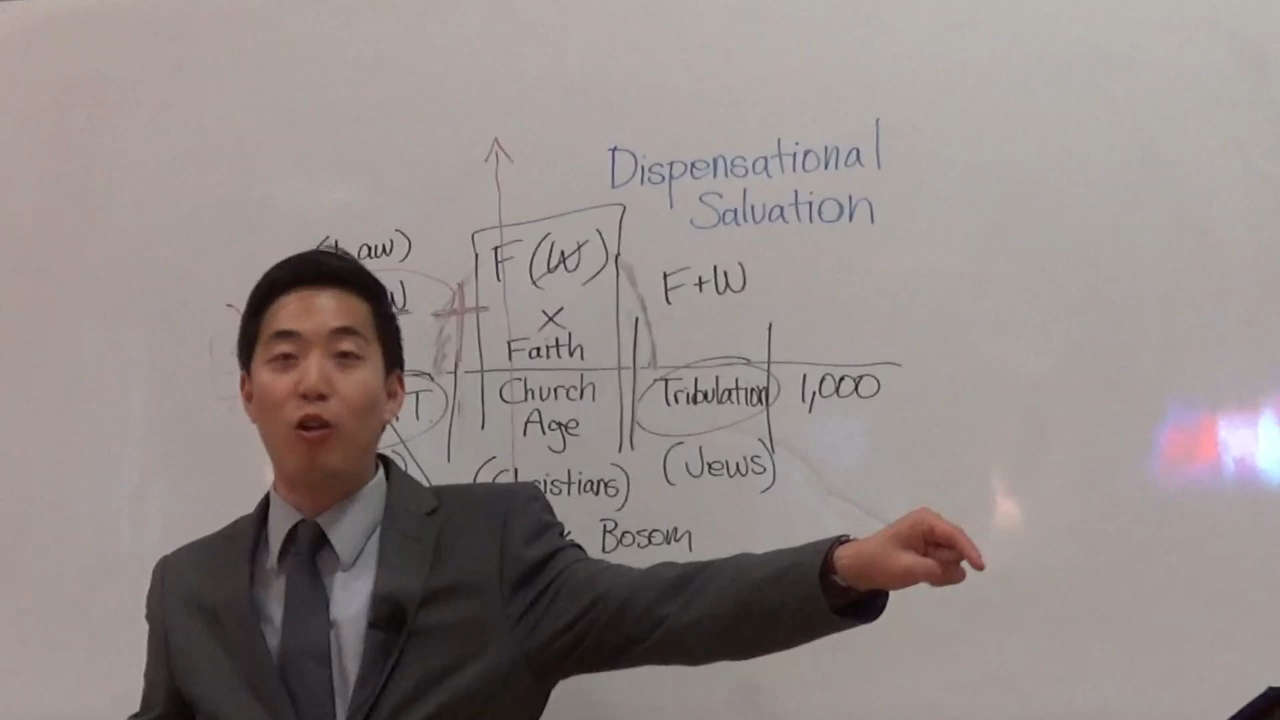 Dispensational
Salvation
F (W)
F+W
x
Faith
Church
Age
Tribulation
1,000
(Jews)
Bosom